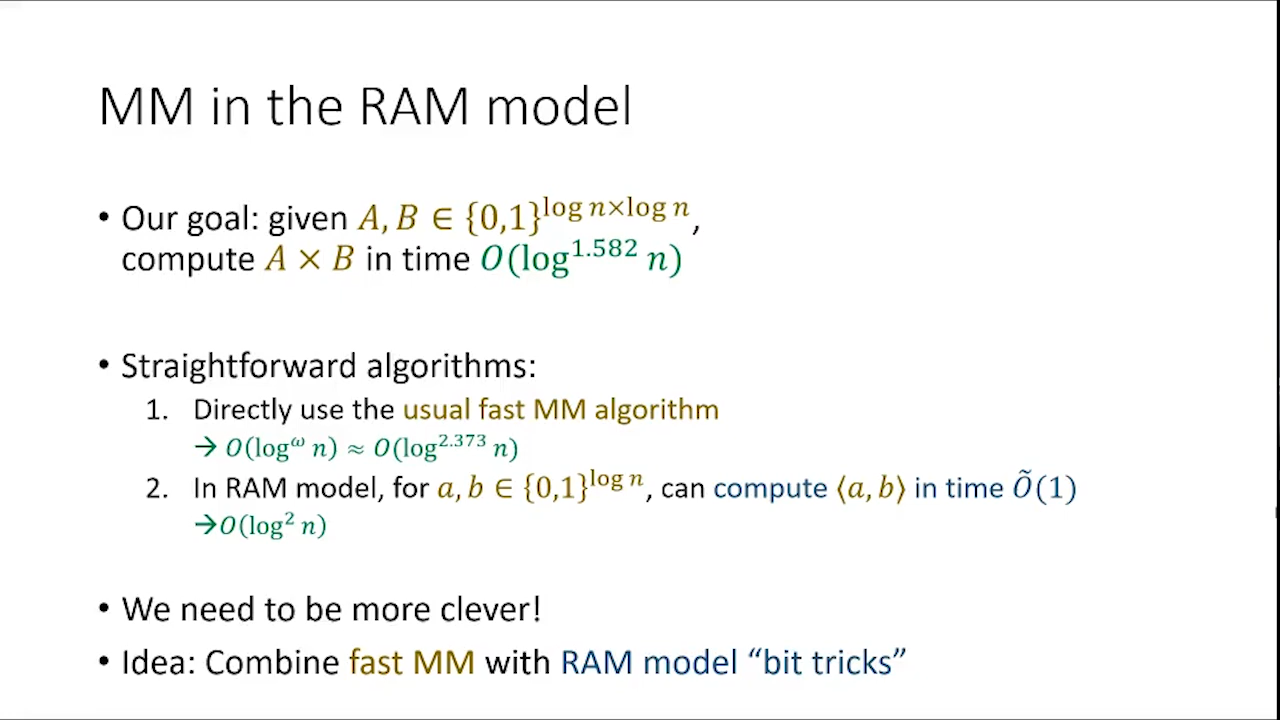 MM in the RAM model
• Our goal: given A, B ∈ {0,1}^{log n×log n},
compute A × B in time O(log^{1.582} n)
• Straightforward algorithms:
1. Directly use the usual fast MM algorithm
→ O(log^ω n) ≈ O(log^{2.373} n)
2. In RAM model, for a, b ∈ {0,1}^{log n}, can compute ⟨a, b⟩ in time Õ(1)
→O(log² n)
• We need to be more clever!
• Idea: Combine fast MM with RAM model “bit tricks”